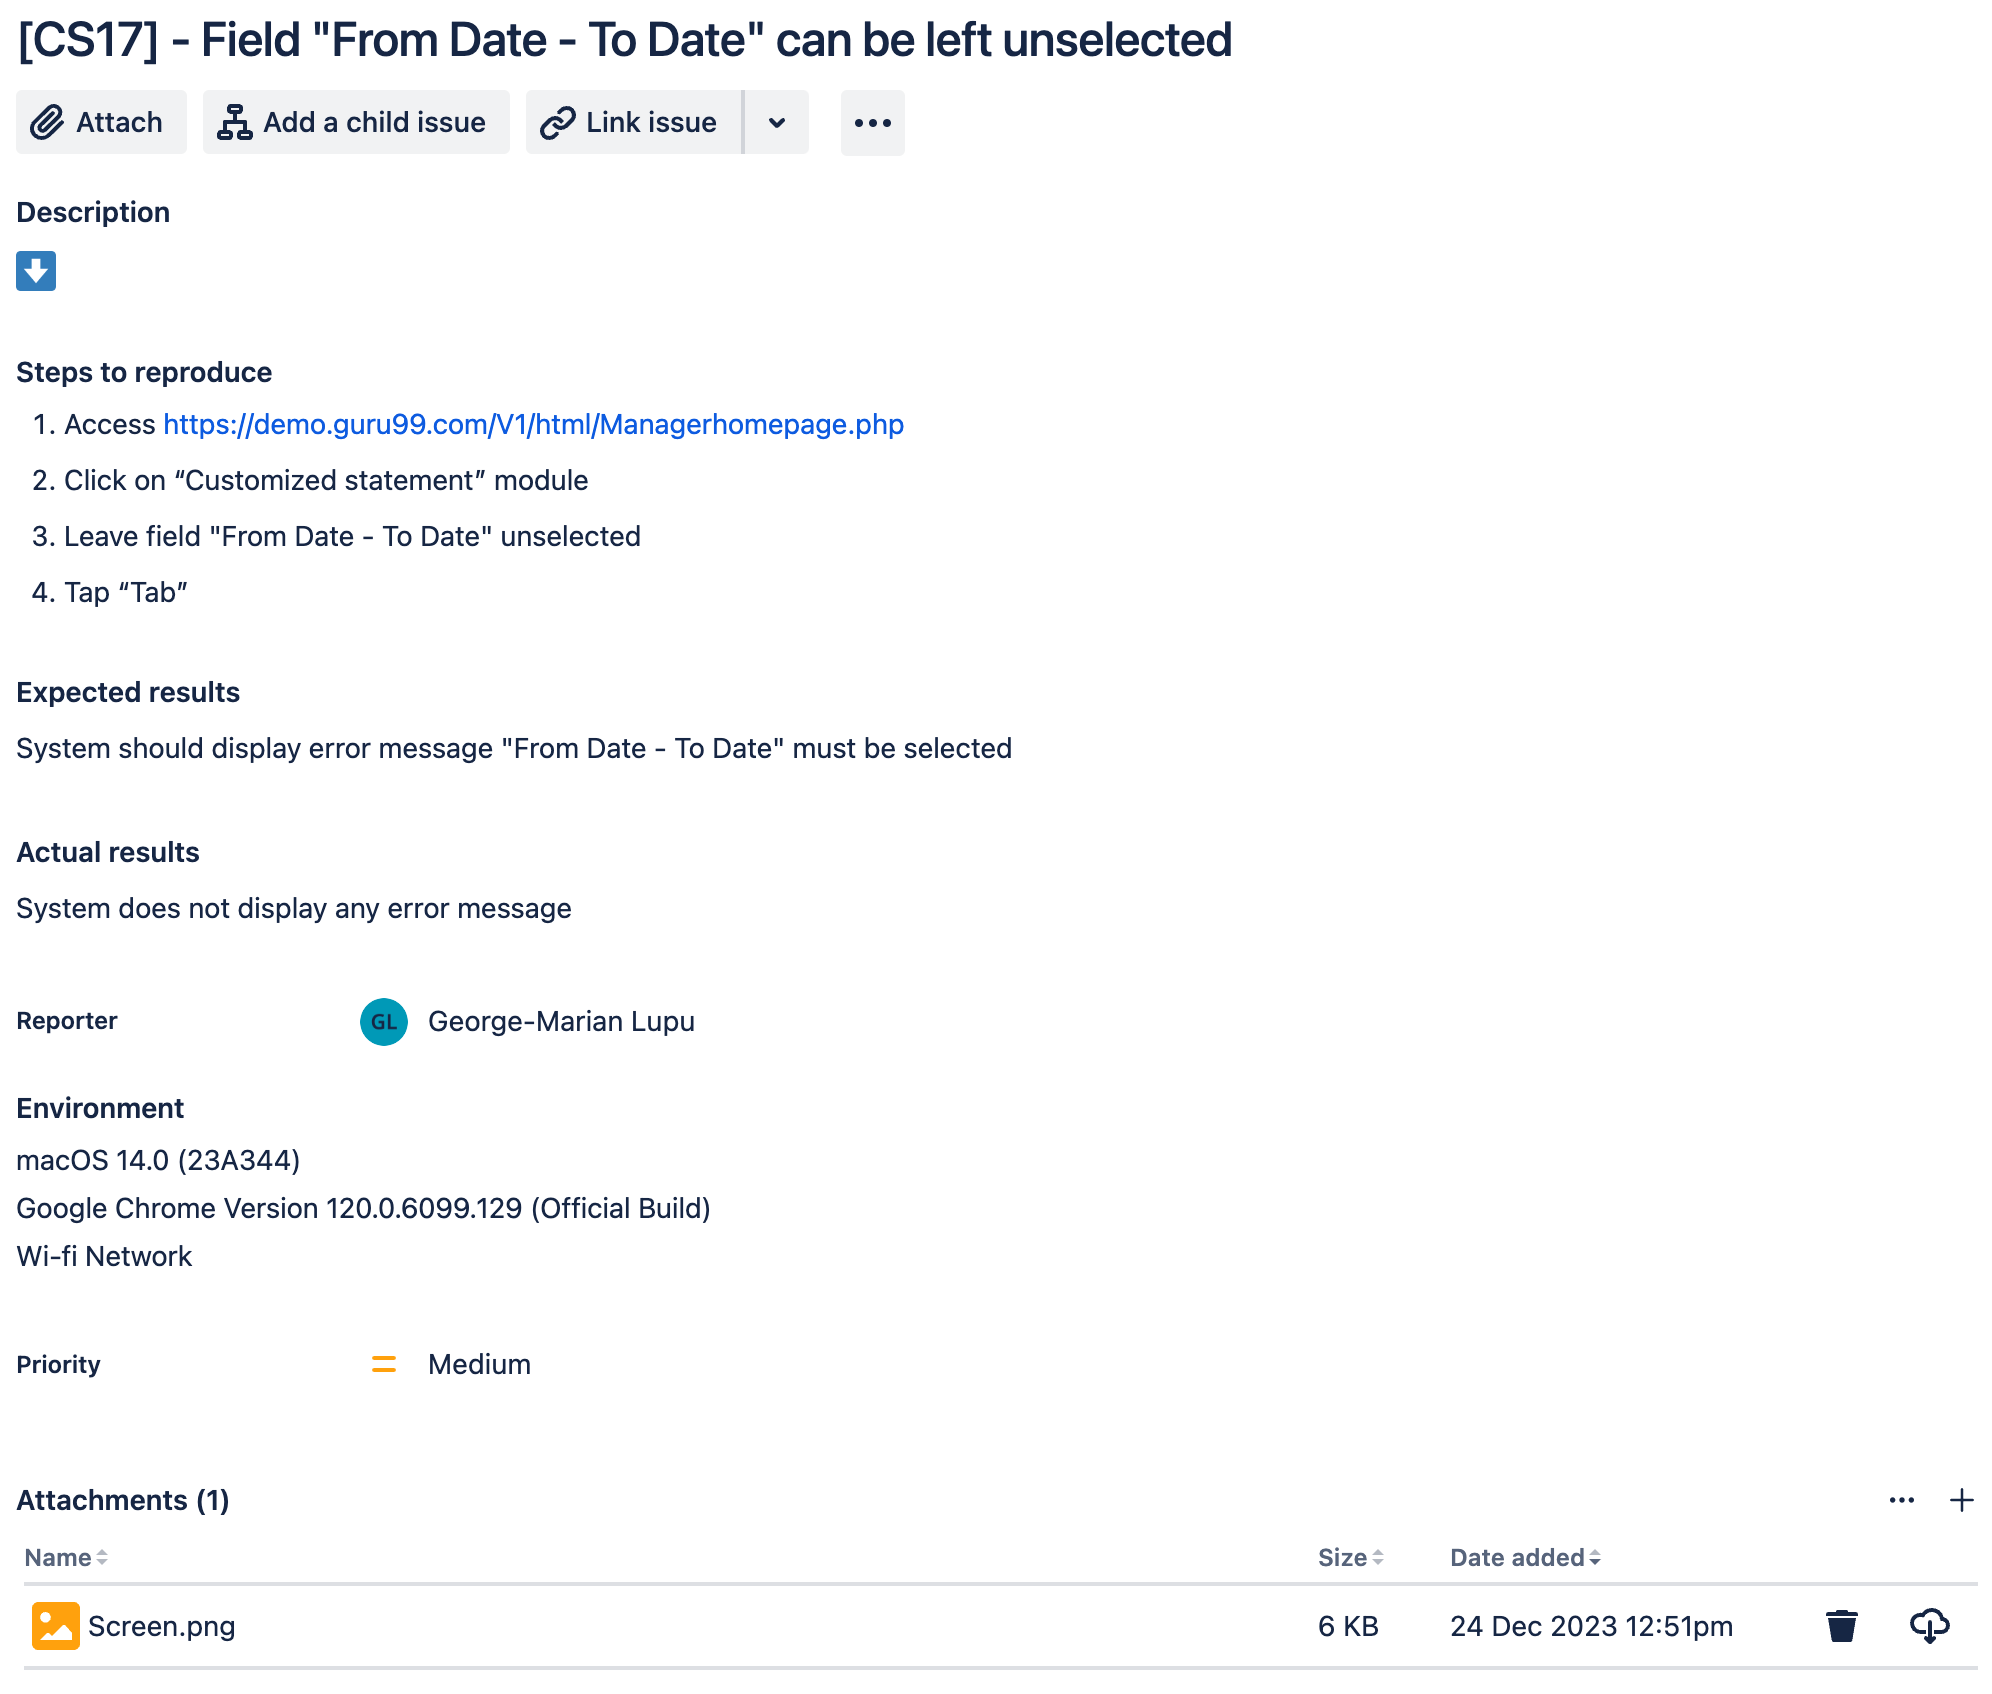 [CS17] - Field "From Date - To Date" can be left unselected
Attach Add a child issue Link issue
Description
Steps to reproduce
1. Access https://demo.guru99.com/V1/html/Managerhomepage.php
2. Click on “Customized statement” module
3. Leave field "From Date - To Date" unselected
4. Tap “Tab”
Expected results
System should display error message "From Date - To Date" must be selected
Actual results
System does not display any error message
Reporter GL George-Marian Lupu
Environment
macOS 14.0 (23A344)
Google Chrome Version 120.0.6099.129 (Official Build)
Wi-fi Network
Priority Medium
Attachments (1)
Name Size Date added
Screen.png 6 KB 24 Dec 2023 12:51pm